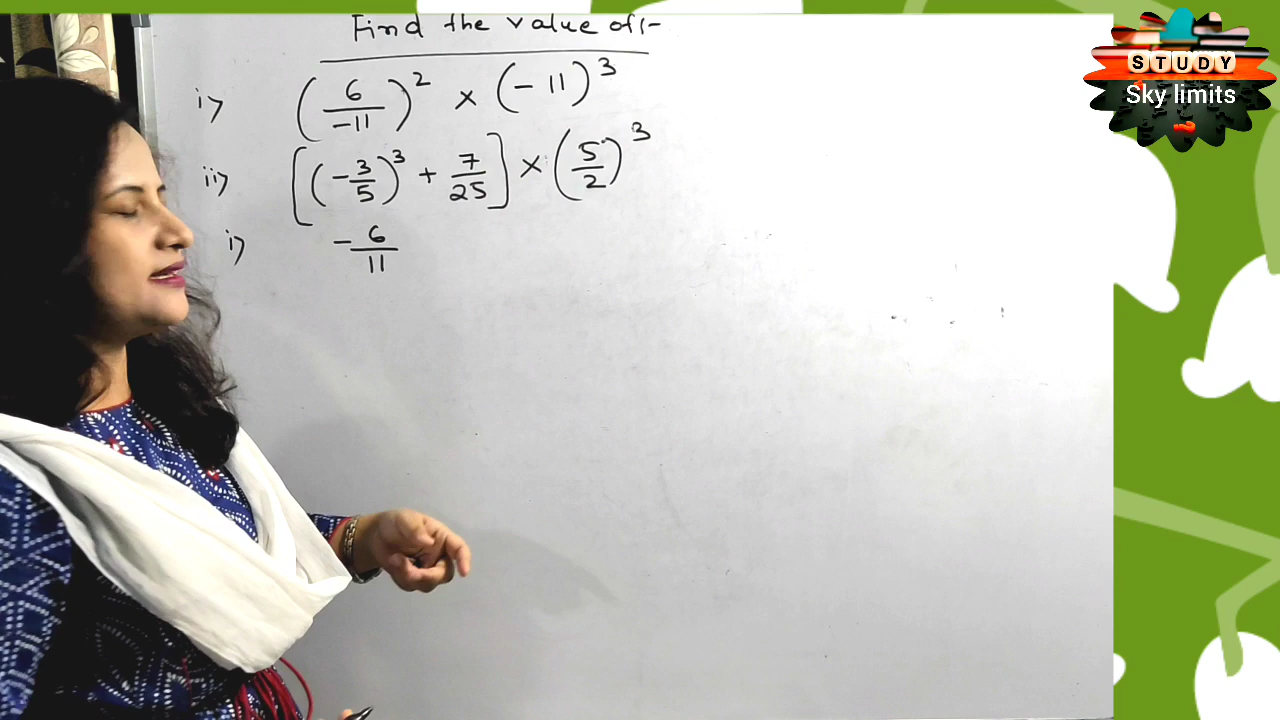 Find the value of:-
i> (6/-11)² × (-11)³
ii> [(-3/5)³ + 7/25] × (5/2)³
i> -6/11
STUDY
Sky limits